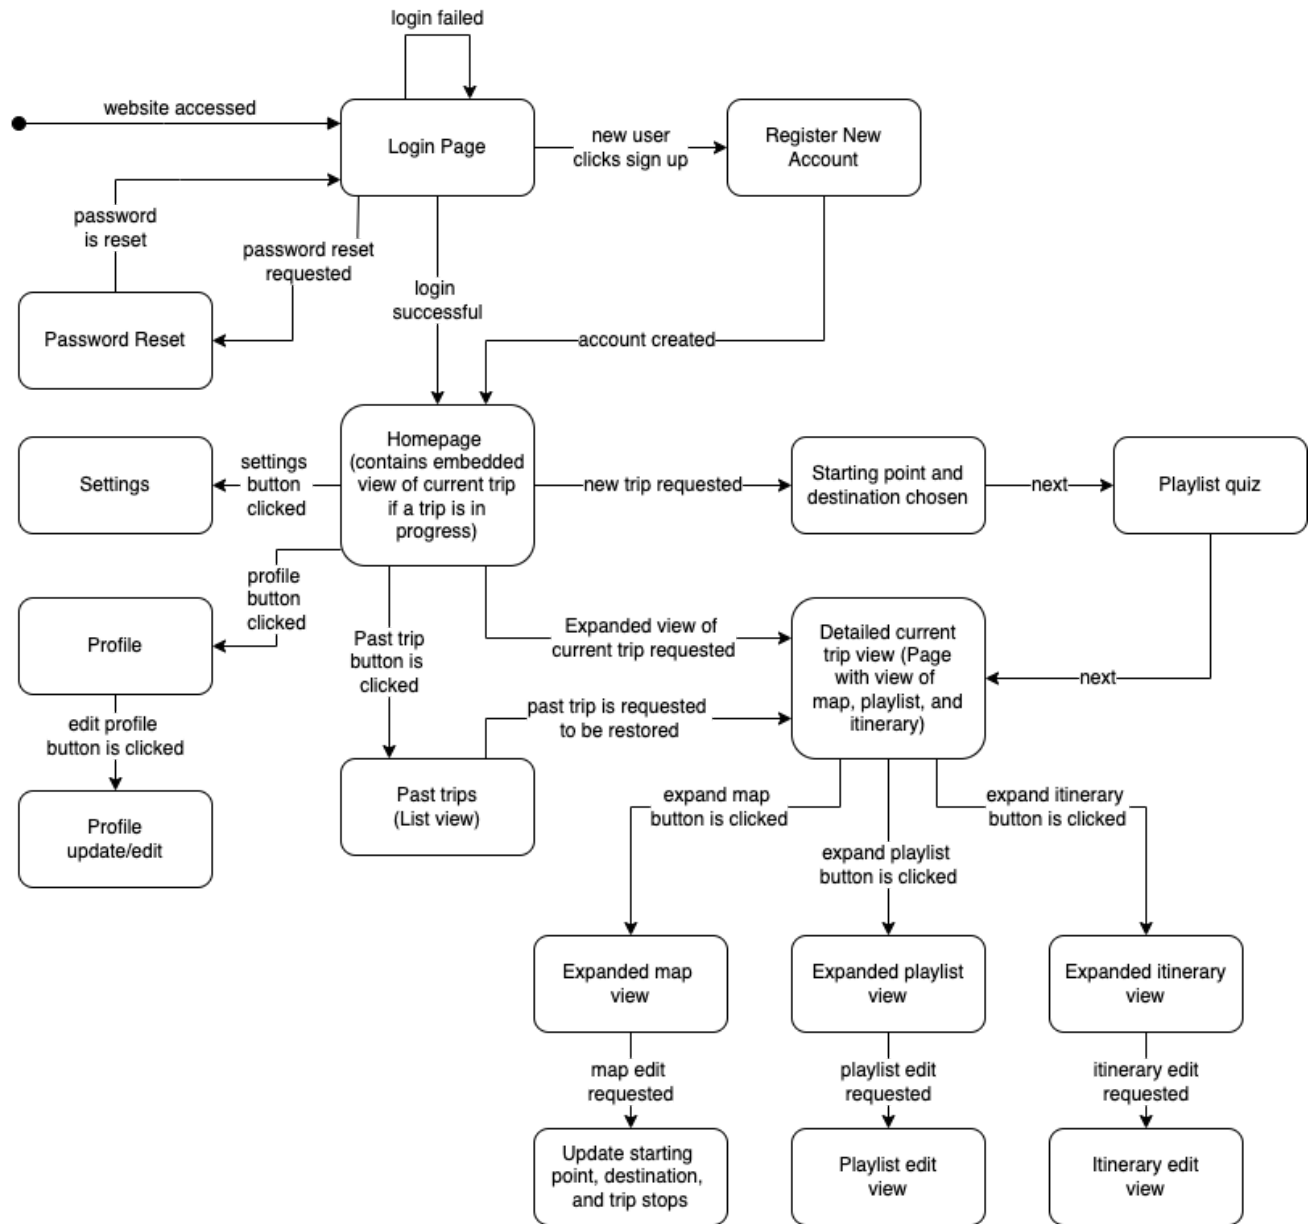 login failed
website accessed
Login Page
new user
clicks sign up
Register New
Account
password
is reset
password reset
requested
login
successful
Password Reset
account created
Homepage
(contains embedded
view of current trip
if a trip is in
progress)
settings
button
clicked
Settings
new trip requested
Starting point and
destination chosen
next
Playlist quiz
profile
button
clicked
Profile
Past trip
button is
clicked
Expanded view of
current trip requested
Detailed current
trip view (Page
with view of
map, playlist, and
itinerary)
next
edit profile
button is clicked
past trip is requested
to be restored
Profile
update/edit
Past trips
(List view)
expand map
button is clicked
expand playlist
button is clicked
expand itinerary
button is clicked
Expanded map
view
Expanded playlist
view
Expanded itinerary
view
map edit
requested
playlist edit
requested
itinerary edit
requested
Update starting
point, destination,
and trip stops
Playlist edit
view
Itinerary edit
view